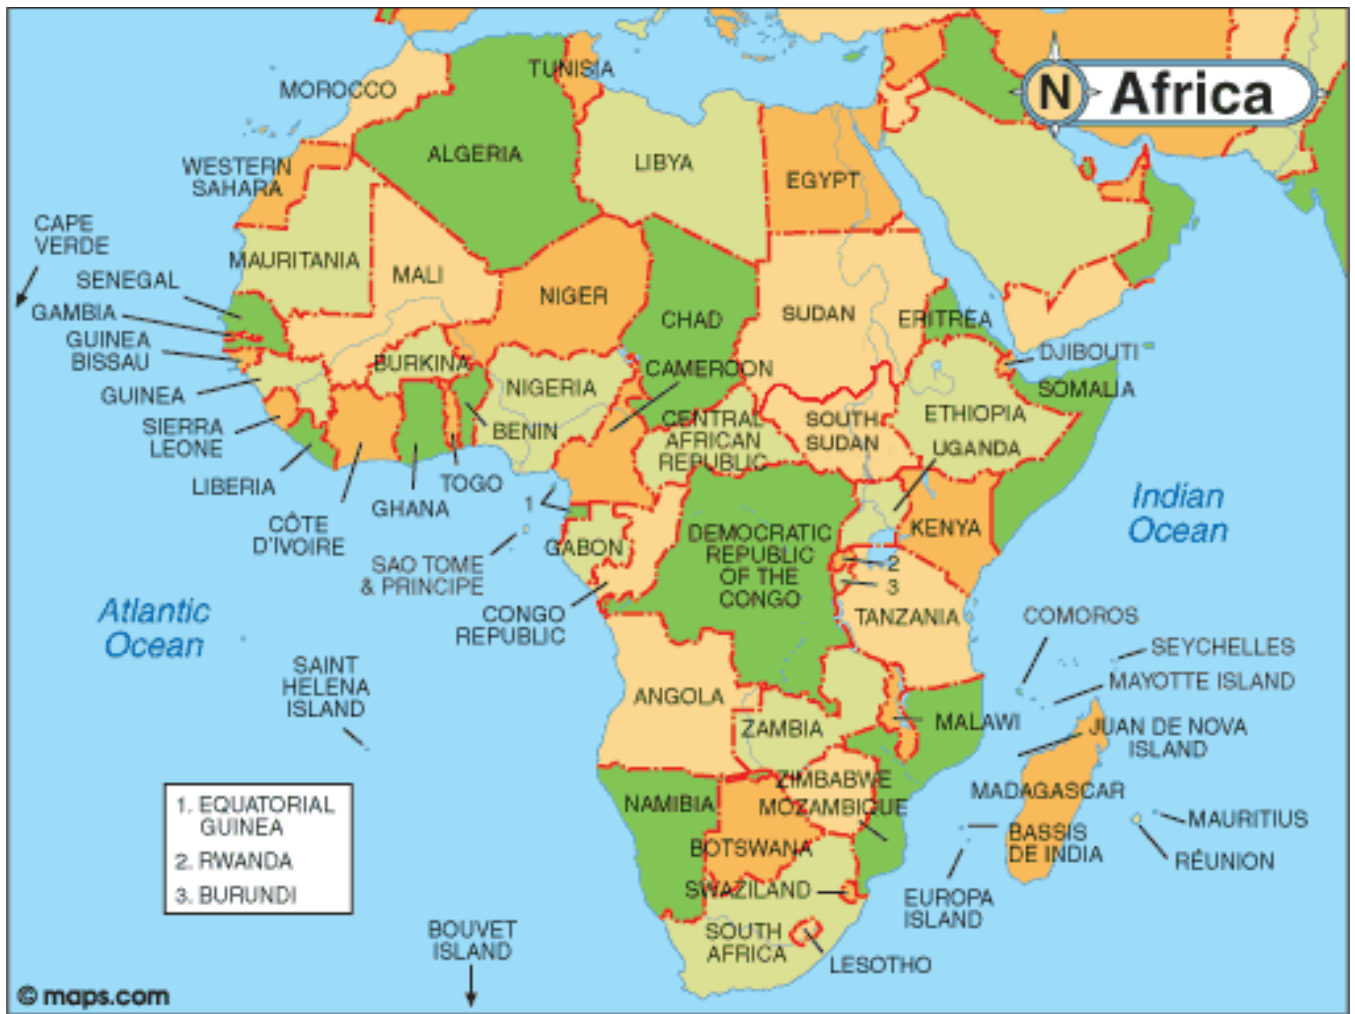 N Africa
MOROCCO
TUNISIA
ALGERIA
LIBYA
EGYPT
WESTERN
SAHARA
CAPE
VERDE
MAURITANIA
MALI
NIGER
CHAD
SUDAN
ERITREA
SENEGAL
GAMBIA
GUINEA
BISSAU
GUINEA
SIERRA
LEONE
LIBERIA
CÔTE
D'IVOIRE
BURKINA
GHANA
TOGO
BENIN
NIGERIA
CAMEROON
CENTRAL
AFRICAN
REPUBLIC
SOUTH
SUDAN
DJIBOUTI
SOMALIA
ETHIOPIA
UGANDA
KENYA
Indian
Ocean
1
GABON
SAO TOME
& PRINCIPE
CONGO
REPUBLIC
DEMOCRATIC
REPUBLIC
OF THE
CONGO
2
3
TANZANIA
Atlantic
Ocean
SAINT
HELENA
ISLAND
COMOROS
SEYCHELLES
MAYOTTE ISLAND
JUAN DE NOVA
ISLAND
ANGOLA
ZAMBIA
MALAWI
ZIMBABWE
MOZAMBIQUE
NAMIBIA
BOTSWANA
MADAGASCAR
MAURITIUS
RÉUNION
BASSIS
DE INDIA
EUROPA
ISLAND
SWAZILAND
SOUTH
AFRICA
LESOTHO
1. EQUATORIAL
GUINEA
2. RWANDA
3. BURUNDI
BOUVET
ISLAND
© maps.com